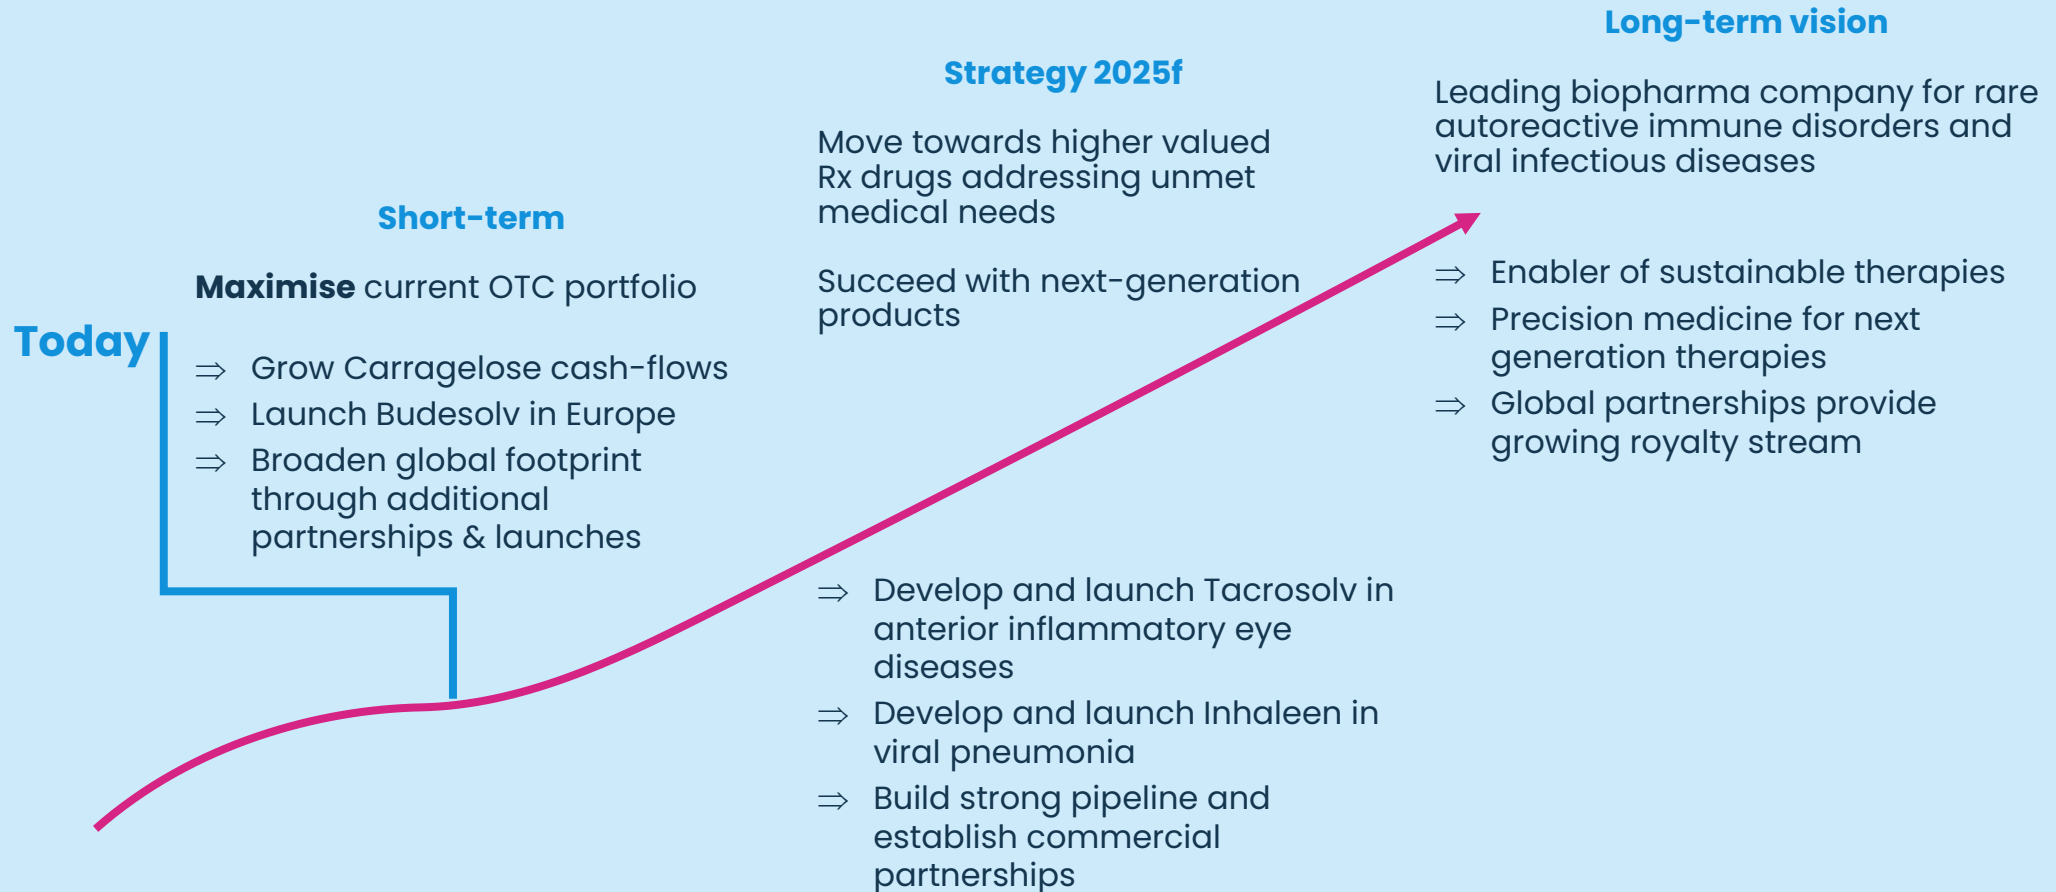 Today
Short-term
Maximise current OTC portfolio
⇒ Grow Carragelose cash-flows
⇒ Launch Budesolv in Europe
⇒ Broaden global footprint
through additional
partnerships & launches
Strategy 2025f
Move towards higher valued
Rx drugs addressing unmet
medical needs
Succeed with next-generation
products
⇒ Develop and launch Tacrosolv in
anterior inflammatory eye
diseases
⇒ Develop and launch Inhaleen in
viral pneumonia
⇒ Build strong pipeline and
establish commercial
partnerships
Long-term vision
Leading biopharma company for rare
autoreactive immune disorders and
viral infectious diseases
⇒ Enabler of sustainable therapies
⇒ Precision medicine for next
generation therapies
⇒ Global partnerships provide
growing royalty stream